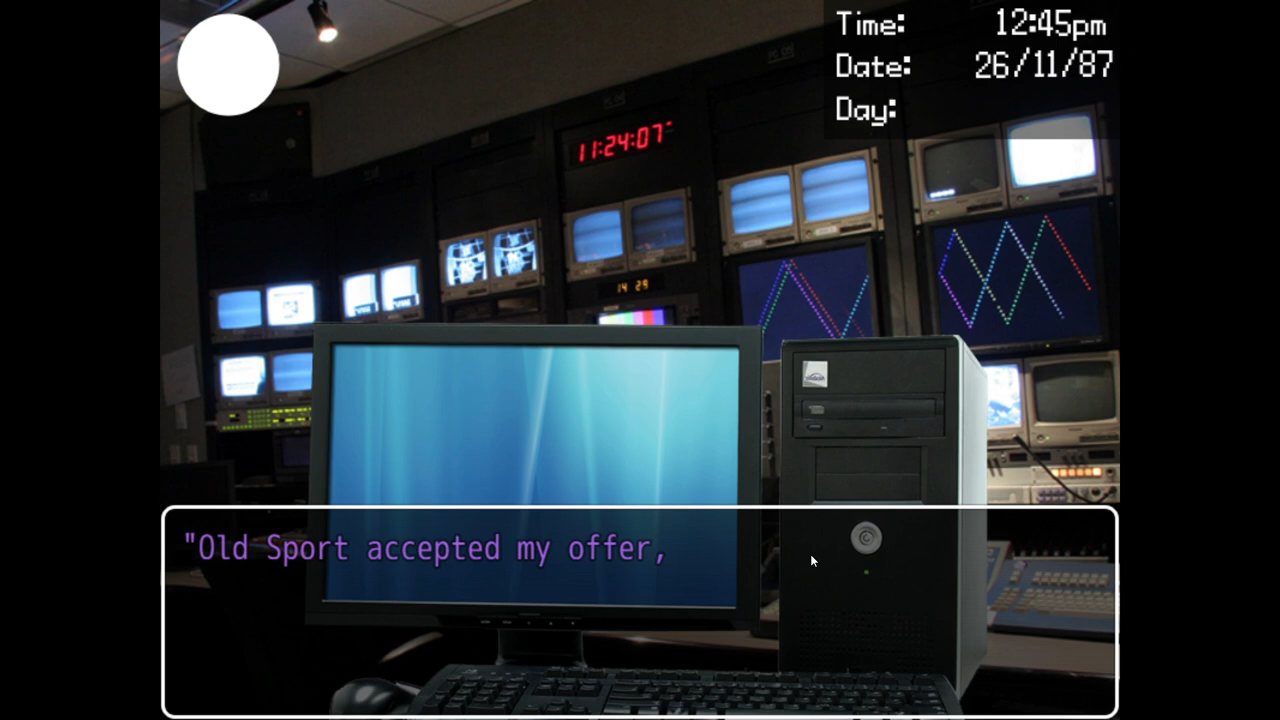 Time: 12:45pm
Date: 26/11/87
Day:
11:24:07
14 29
"Old Sport accepted my offer,